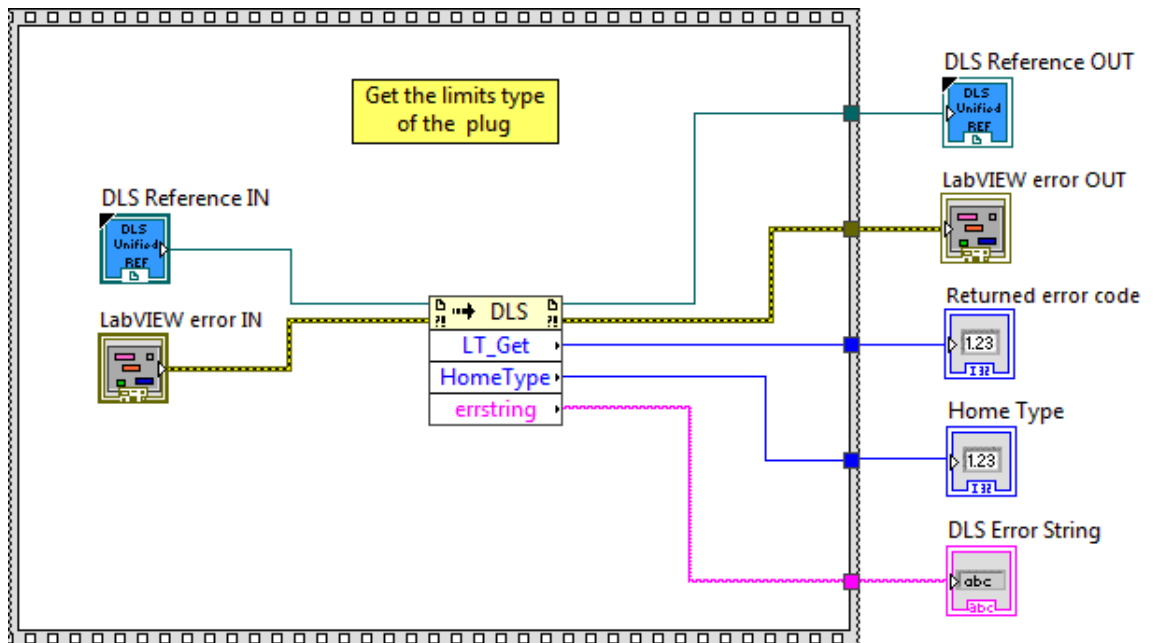 DLS Reference OUT
DLS
Unified
REF
Get the limits type
of the plug
LabVIEW error OUT
DLS Reference IN
DLS
Unified
REF
Returned error code
1.23
I32
LabVIEW error IN
DLS
LT_Get
HomeType
errstring
Home Type
1.23
I32
DLS Error String
abc
abc